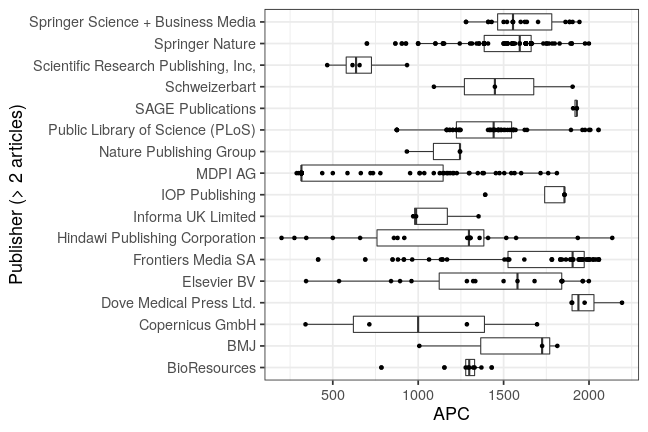 Springer Science + Business Media
Springer Nature
Scientific Research Publishing, Inc,
Schweizerbart
SAGE Publications
Public Library of Science (PLoS)
Nature Publishing Group
MDPI AG
IOP Publishing
Informa UK Limited
Hindawi Publishing Corporation
Frontiers Media SA
Elsevier BV
Dove Medical Press Ltd.
Copernicus GmbH
BMJ
BioResources
Publisher (> 2 articles)
500 1000 1500 2000
APC